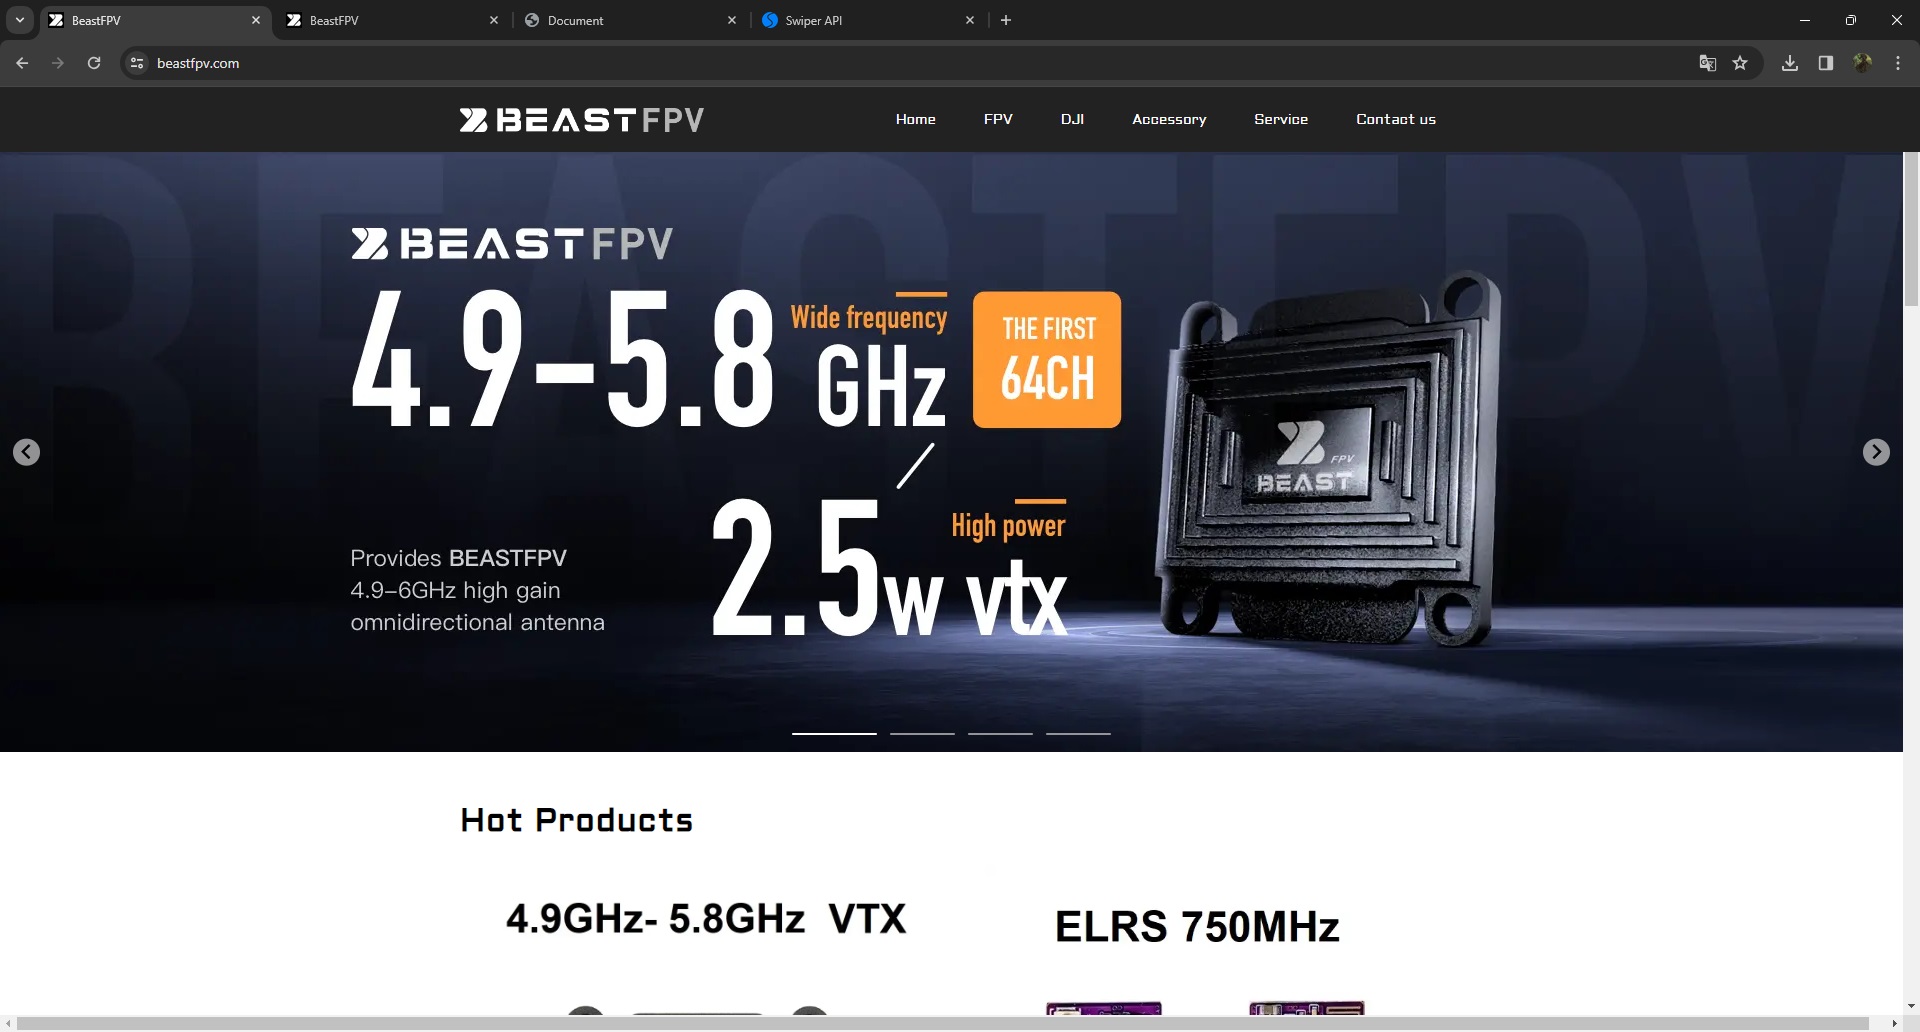 BeastFPV
BeastFPV
Document
Swiper API
beastfpv.com
BEASTFPV
Home
FPV
DJI
Accessory
Service
Contact us
BEASTFPV
BEASTFPV
4.9-5.8 GHz
Wide frequency
THE FIRST
64CH
FPV
BEAST
High power
2.5w vtx
Provides BEASTFPV
4.9-6GHz high gain
omnidirectional antenna
Hot Products
4.9GHz- 5.8GHz VTX
ELRS 750MHz